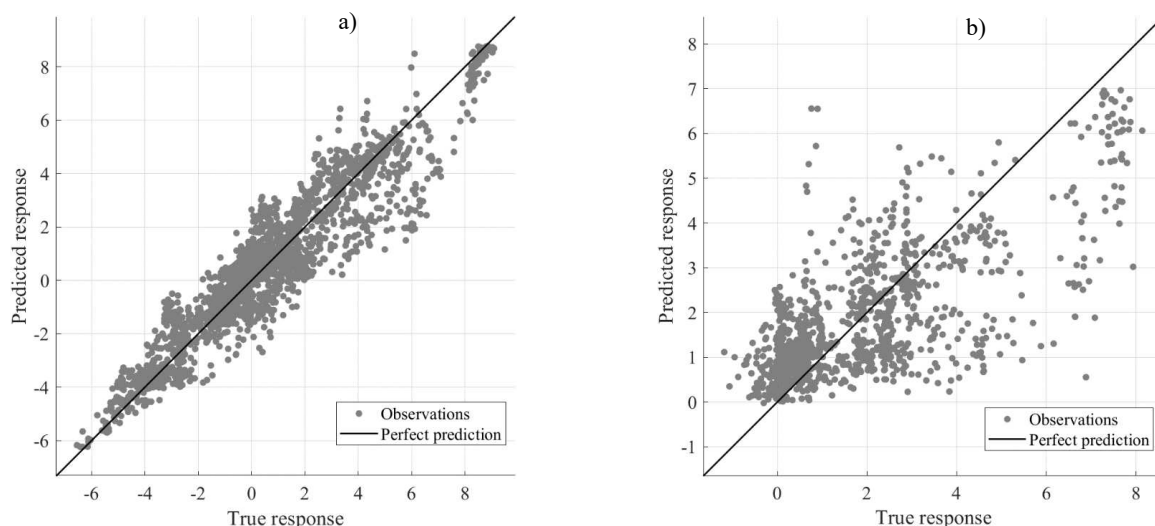 a)
8
6
4
2
0
-2
-4
-6
Predicted response
-6 -4 -2 0 2 4 6 8
True response
Observations
Perfect prediction
b)
8
7
6
5
4
3
2
1
0
-1
Predicted response
0 2 4 6 8
True response
Observations
Perfect prediction